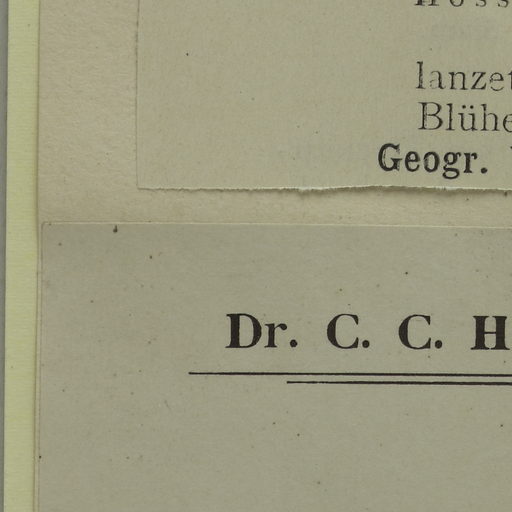 lanzet
Blühe
Geogr.
Dr. C. C. H